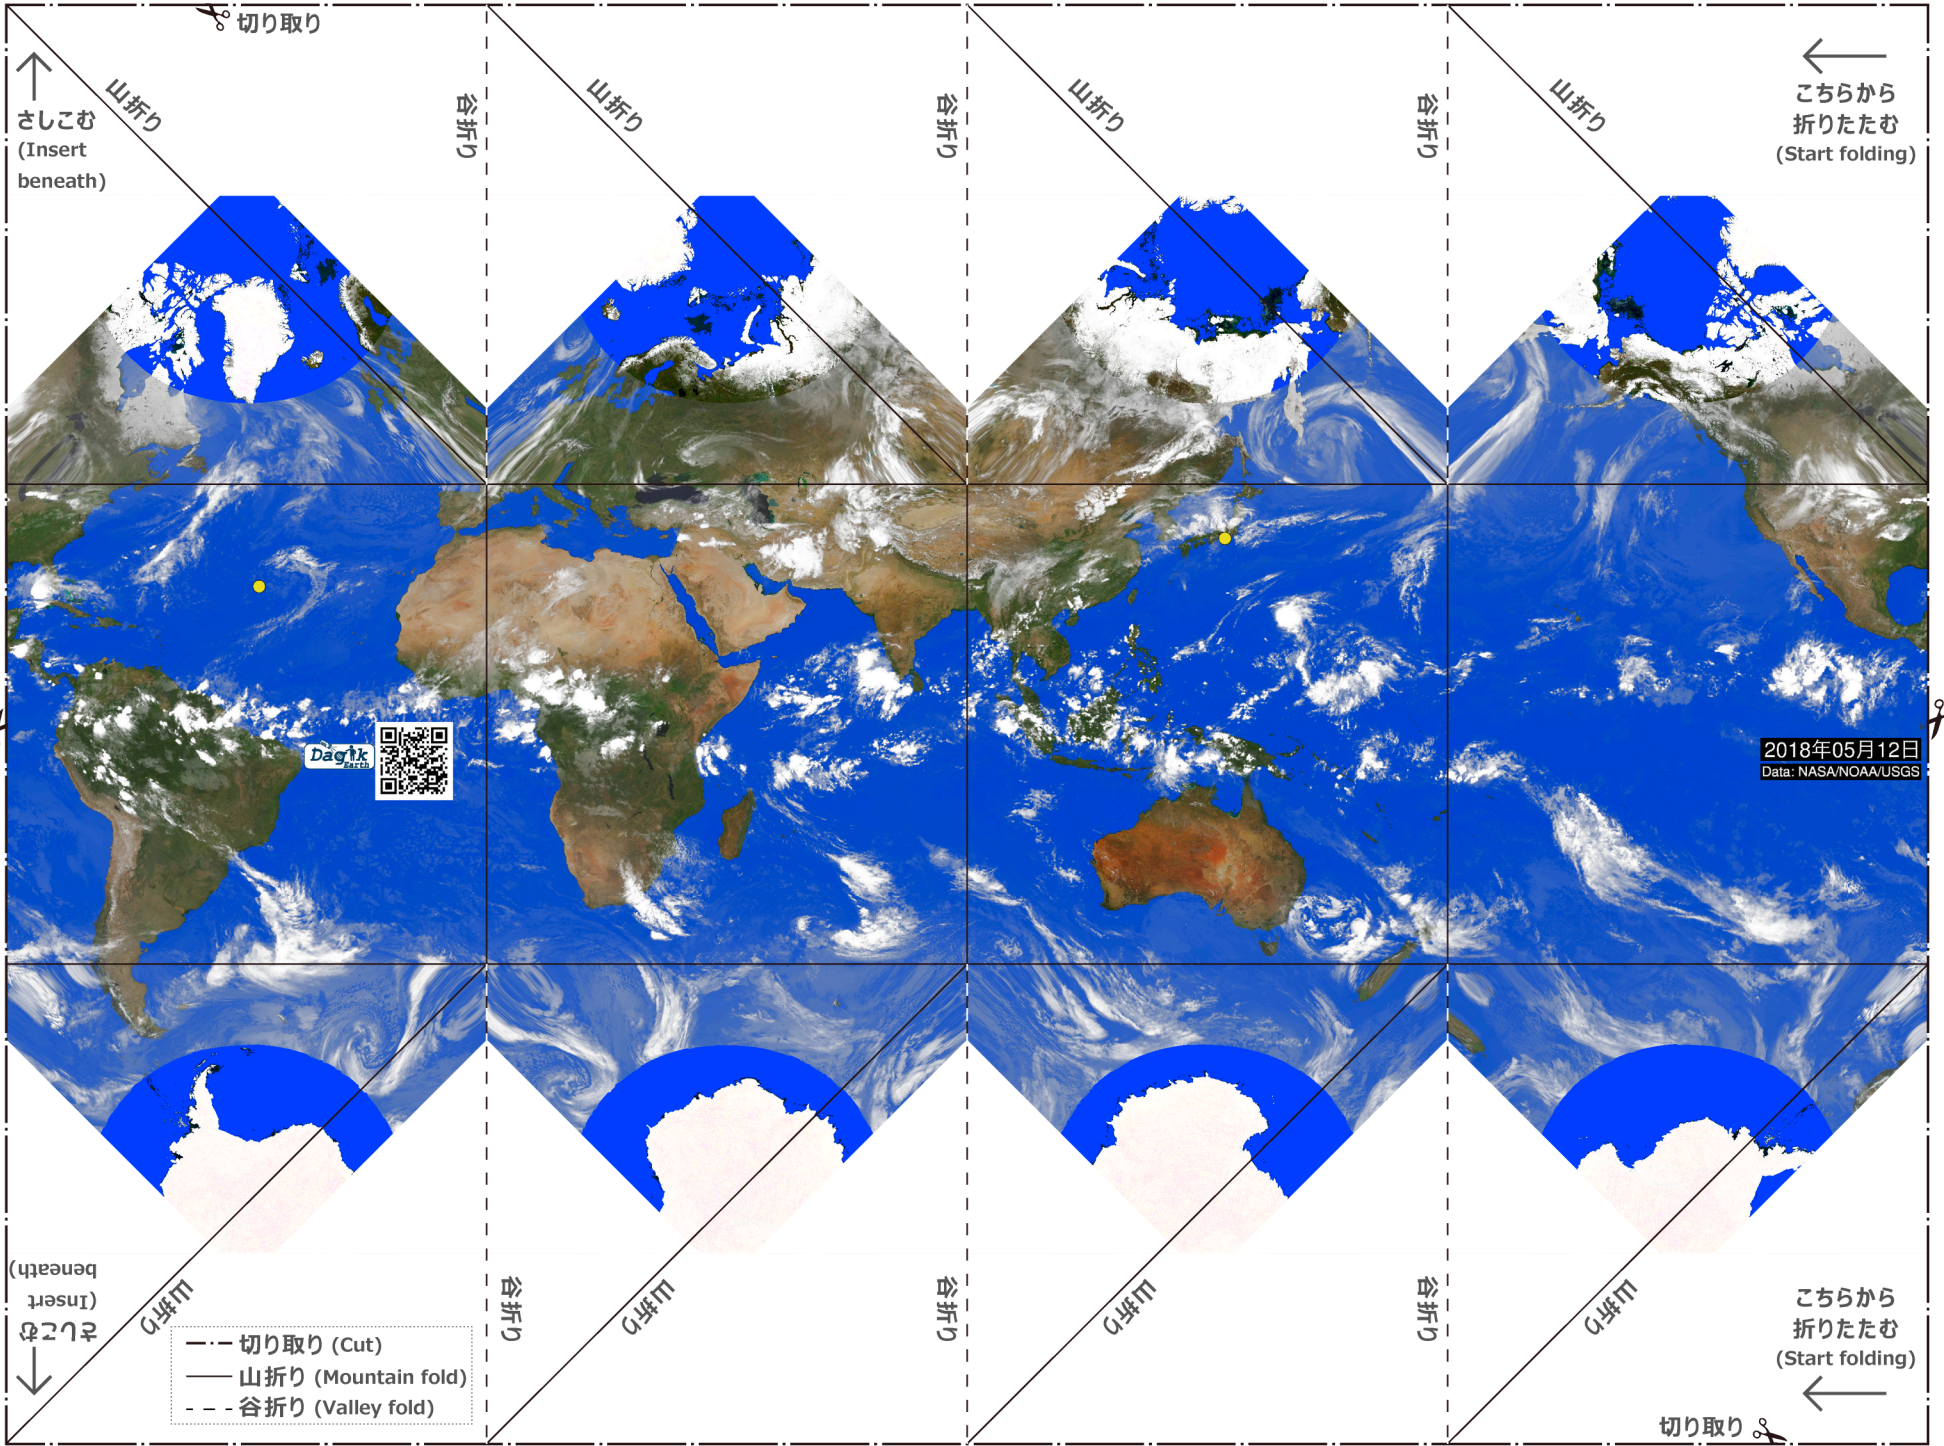 切り取り
さしこむ
(Insert
beneath)
山折り
谷折り
山折り
谷折り
山折り
谷折り
山折り
こちらから
折りたたむ
(Start folding)
Dagik
Earth
2018年05月12日
Data: NASA/NOAA/USGS
さしこむ
(Insert
beneath)
山折り
谷折り
山折り
谷折り
山折り
谷折り
山折り
こちらから
折りたたむ
(Start folding)
切り取り (Cut)
山折り (Mountain fold)
谷折り (Valley fold)
切り取り